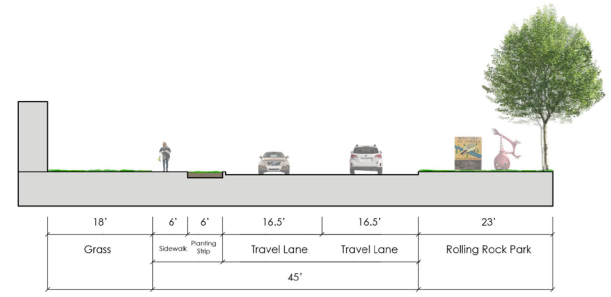 18' 6' 6' 16.5' 16.5' 23'
Grass Sidewalk Planting Strip Travel Lane Travel Lane Rolling Rock Park
45'